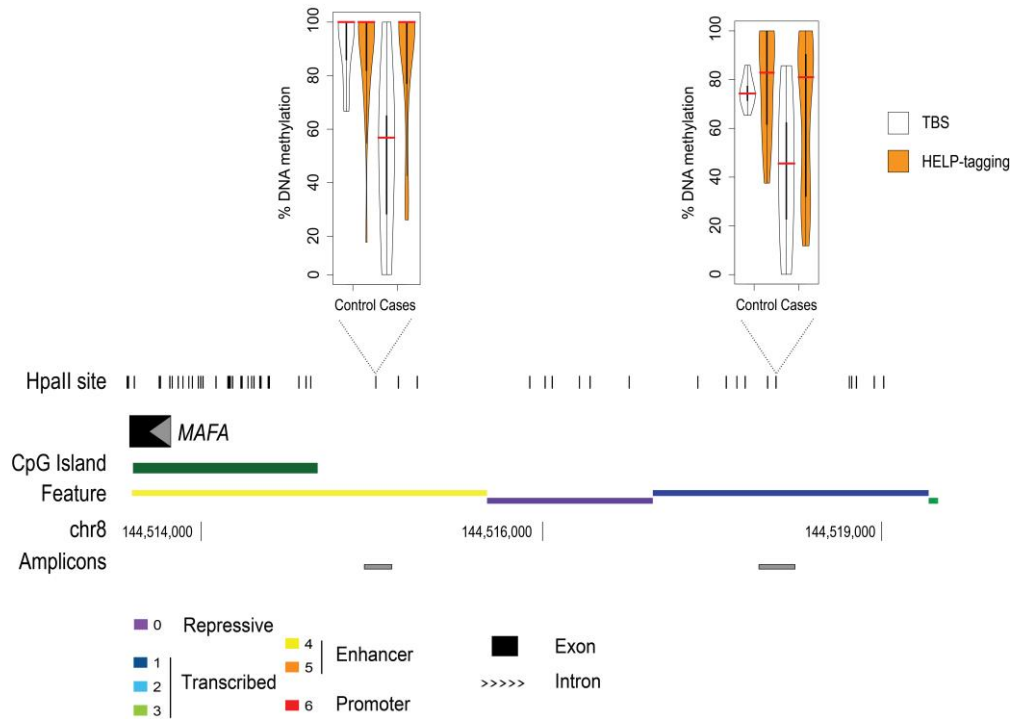 100
80
60
40
20
0
% DNA methylation
Control Cases
100
80
60
40
20
0
% DNA methylation
Control Cases
TBS
HELP-tagging
HpaII site
MAFA
CpG Island
Feature
chr8
144,514,000
144,516,000
144,519,000
Amplicons
0 Repressive
1
2
3
Transcribed
4
5
Enhancer
6 Promoter
Exon
>>>>> Intron